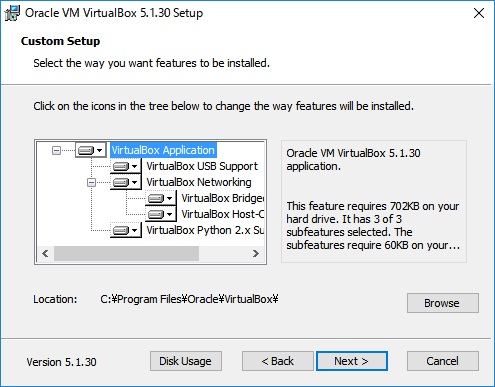 Oracle VM VirtualBox 5.1.30 Setup
Custom Setup
Select the way you want features to be installed.
Click on the icons in the tree below to change the way features will be installed.
VirtualBox Application
VirtualBox USB Support
VirtualBox Networking
VirtualBox Bridge
VirtualBox Host-C
VirtualBox Python 2.x Su
Oracle VM VirtualBox 5.1.30
application.
This feature requires 702KB on your
hard drive. It has 3 of 3
subfeatures selected. The
subfeatures require 60KB on your...
Location: C:¥Program Files¥Oracle¥VirtualBox¥
Browse
Version 5.1.30
Disk Usage
< Back
Next >
Cancel